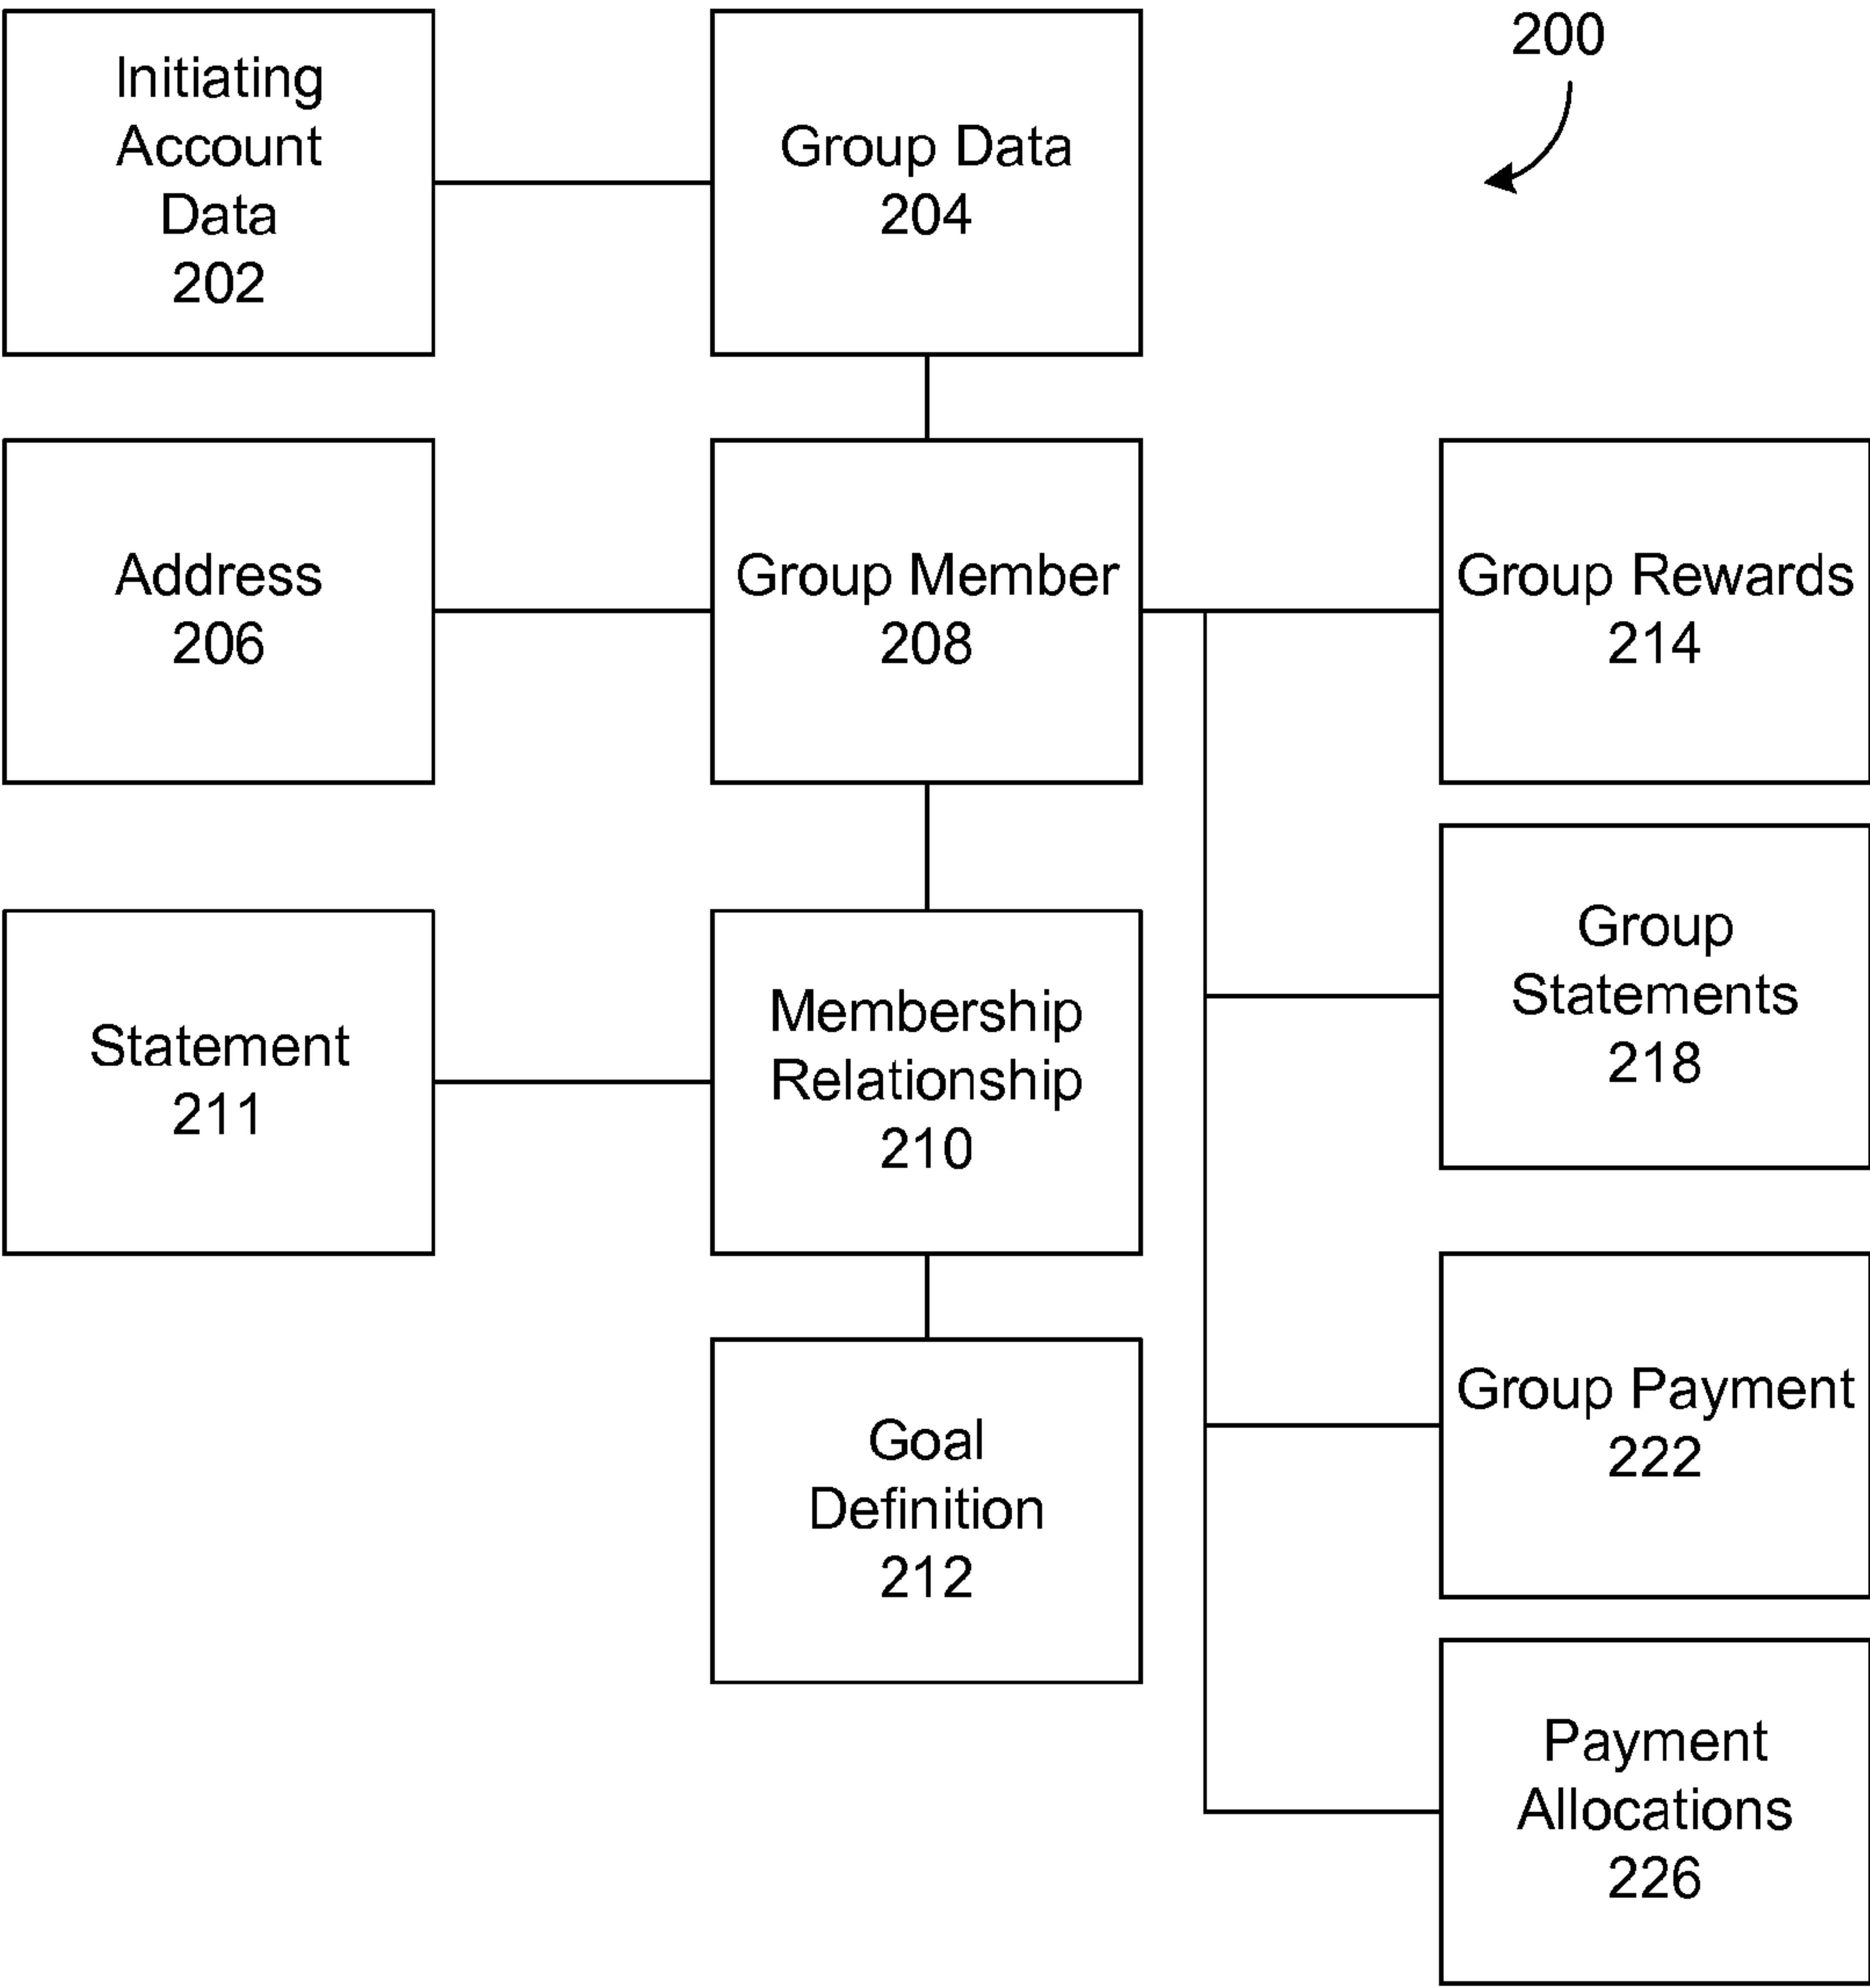 Initiating
Account
Data
202
Group Data
204
200
Address
206
Group Member
208
Group Rewards
214
Statement
211
Membership
Relationship
210
Group
Statements
218
Goal
Definition
212
Group Payment
222
Payment
Allocations
226